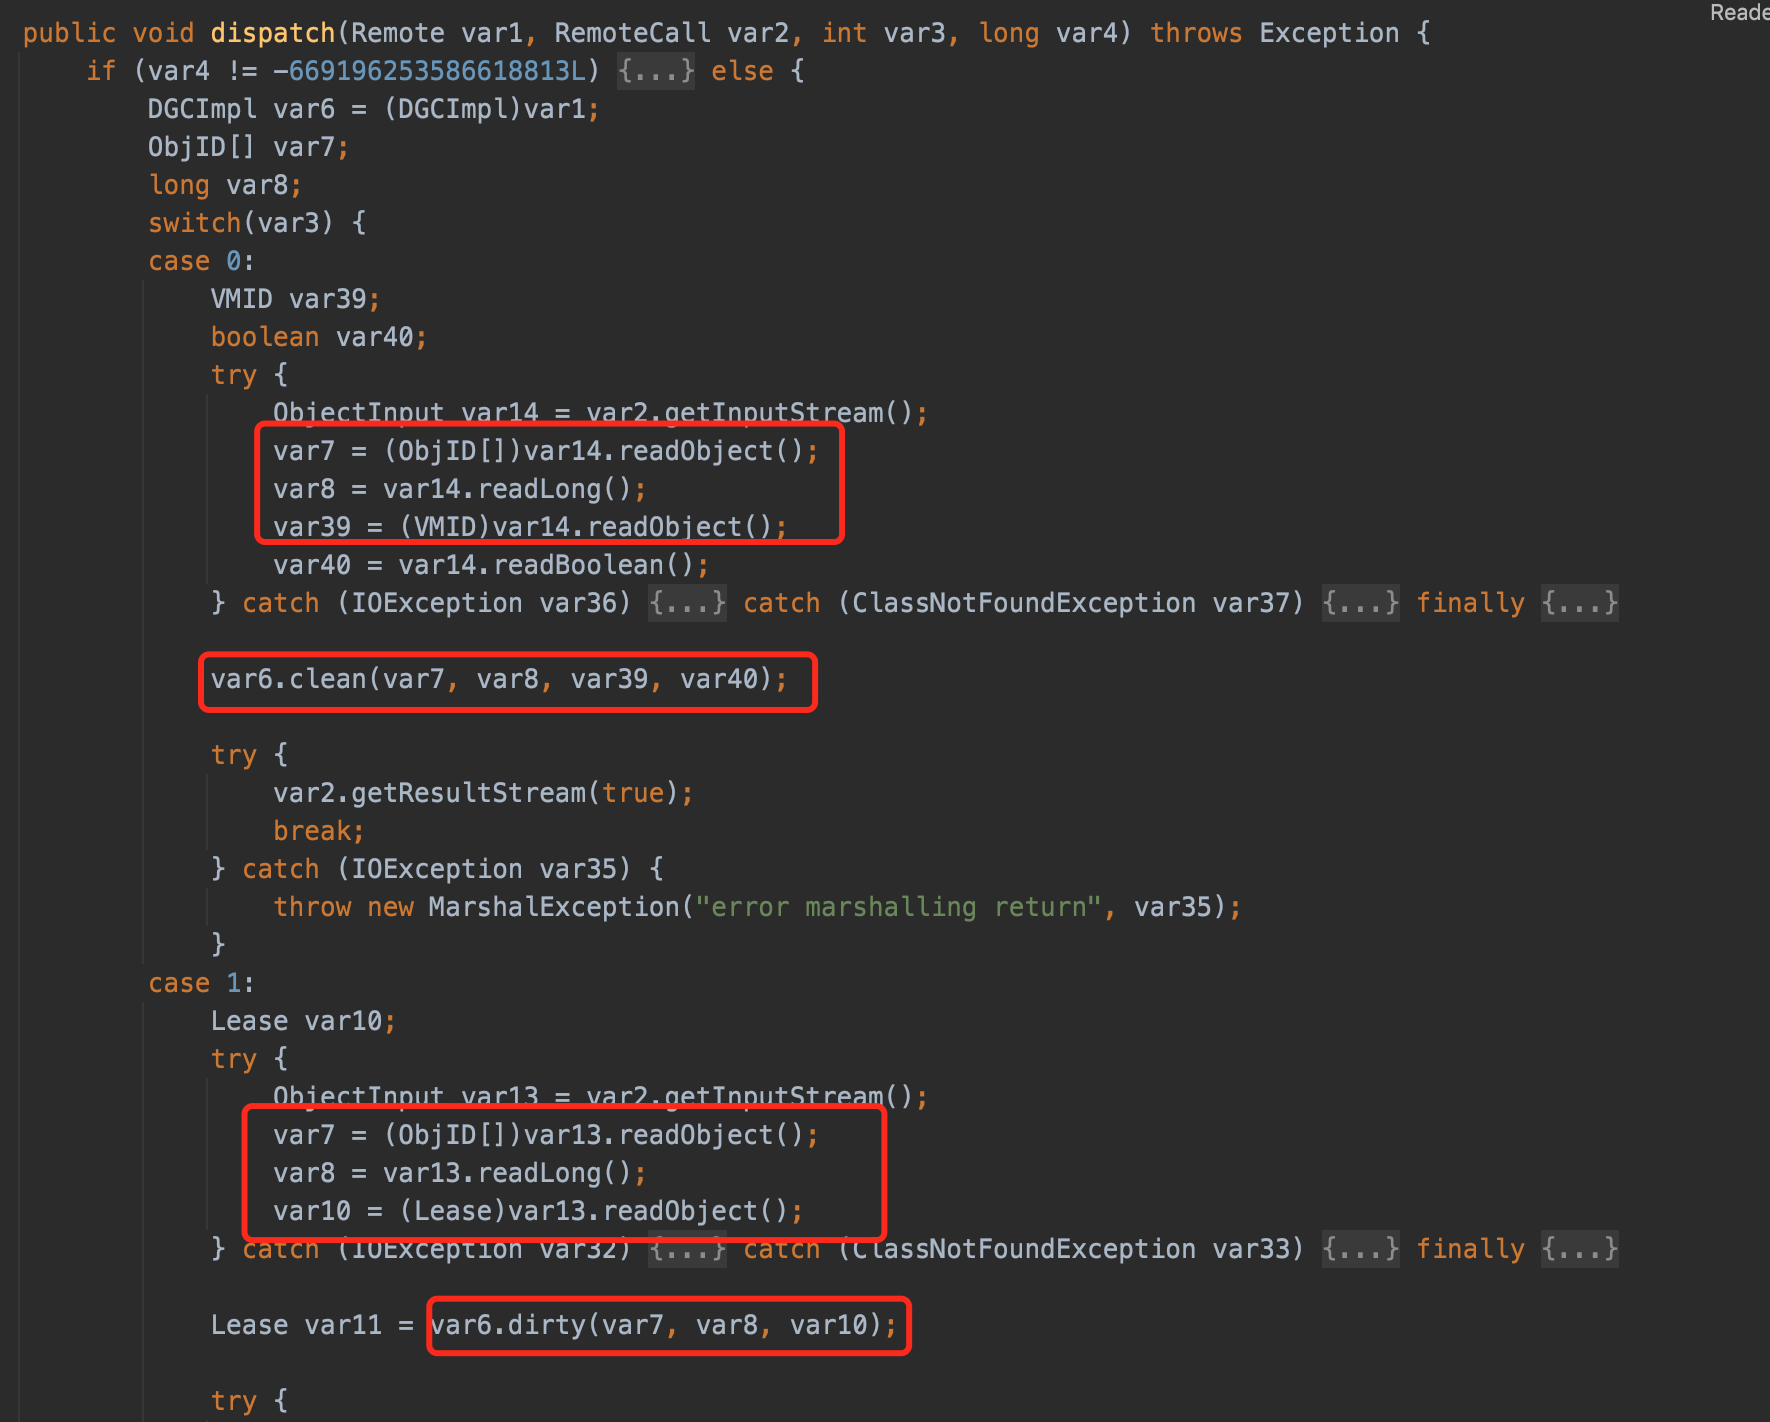 Reade
public void dispatch(Remote var1, RemoteCall var2, int var3, long var4) throws Exception {
    if (var4 != -669196253586618813L) {...} else {
        DGCImpl var6 = (DGCImpl)var1;
        ObjID[] var7;
        long var8;
        switch(var3) {
        case 0:
            VMID var39;
            boolean var40;
            try {
                ObjectInput var14 = var2.getInputStream();
                var7 = (ObjID[])var14.readObject();
                var8 = var14.readLong();
                var39 = (VMID)var14.readObject();
                var40 = var14.readBoolean();
            } catch (IOException var36) {...} catch (ClassNotFoundException var37) {...} finally {...}
            var6.clean(var7, var8, var39, var40);
            try {
                var2.getResultStream(true);
                break;
            } catch (IOException var35) {
                throw new MarshalException("error marshalling return", var35);
            }
        case 1:
            Lease var10;
            try {
                ObjectInput var13 = var2.getInputStream();
                var7 = (ObjID[])var13.readObject();
                var8 = var13.readLong();
                var10 = (Lease)var13.readObject();
            } catch (IOException var32) {...} catch (ClassNotFoundException var33) {...} finally {...}
            Lease var11 = var6.dirty(var7, var8, var10);
            try {